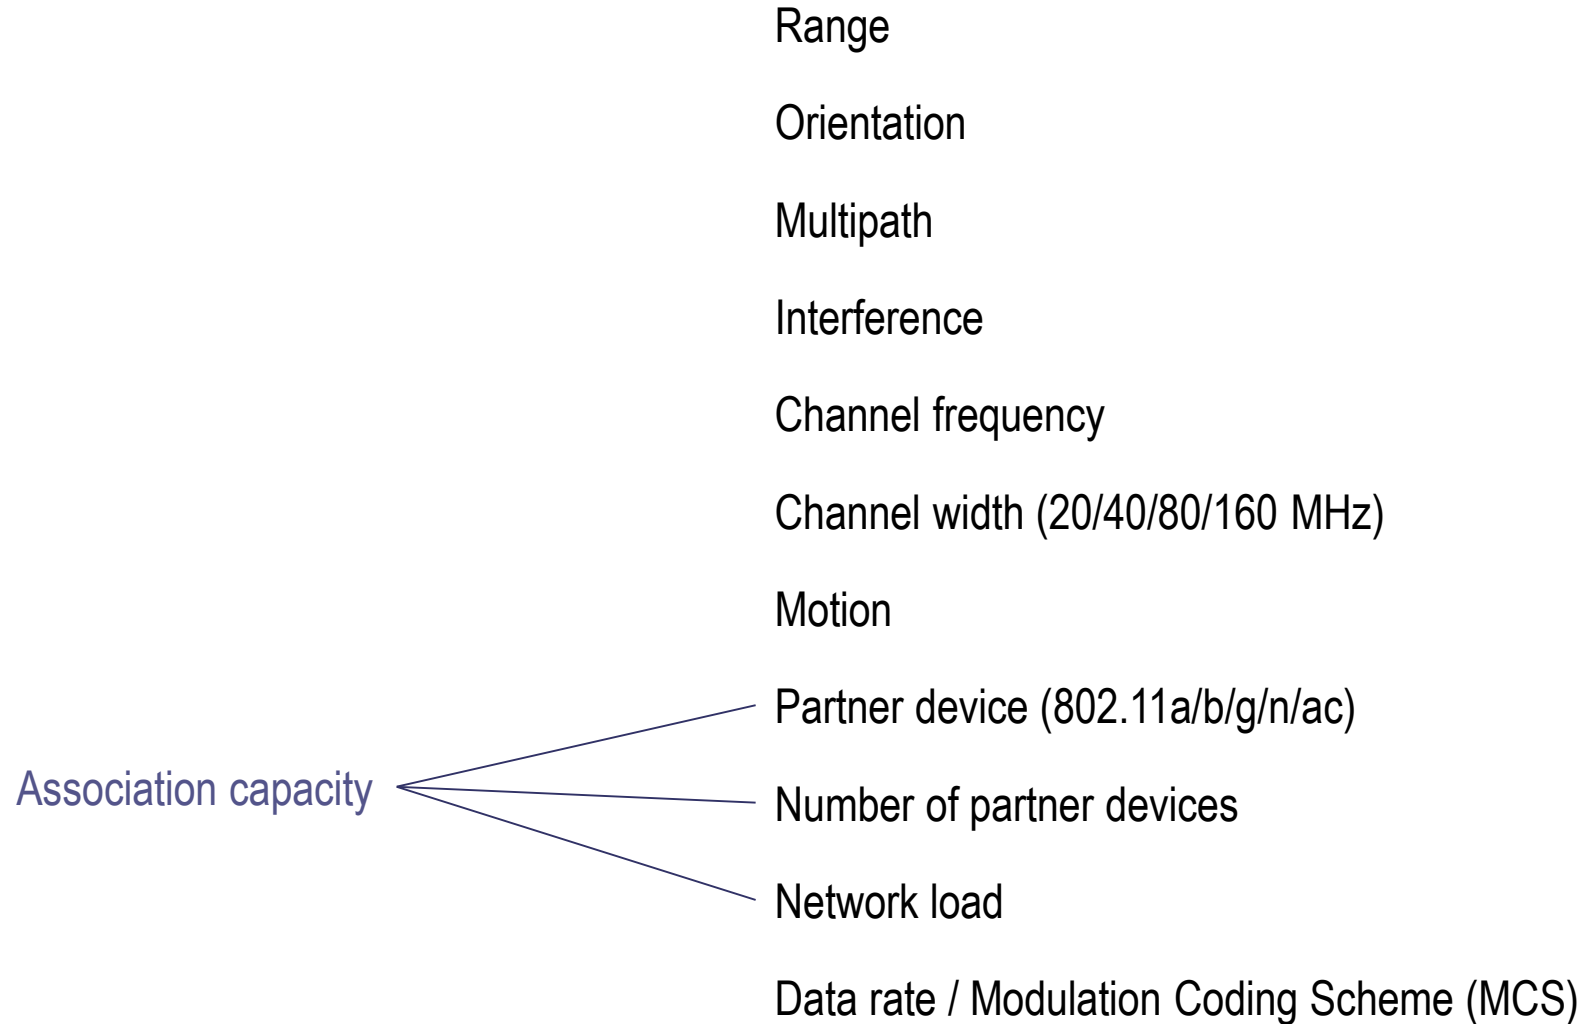 Range
Orientation
Multipath
Interference
Channel frequency
Channel width (20/40/80/160 MHz)
Motion
Partner device (802.11a/b/g/n/ac)
Association capacity
Number of partner devices
Network load
Data rate / Modulation Coding Scheme (MCS)